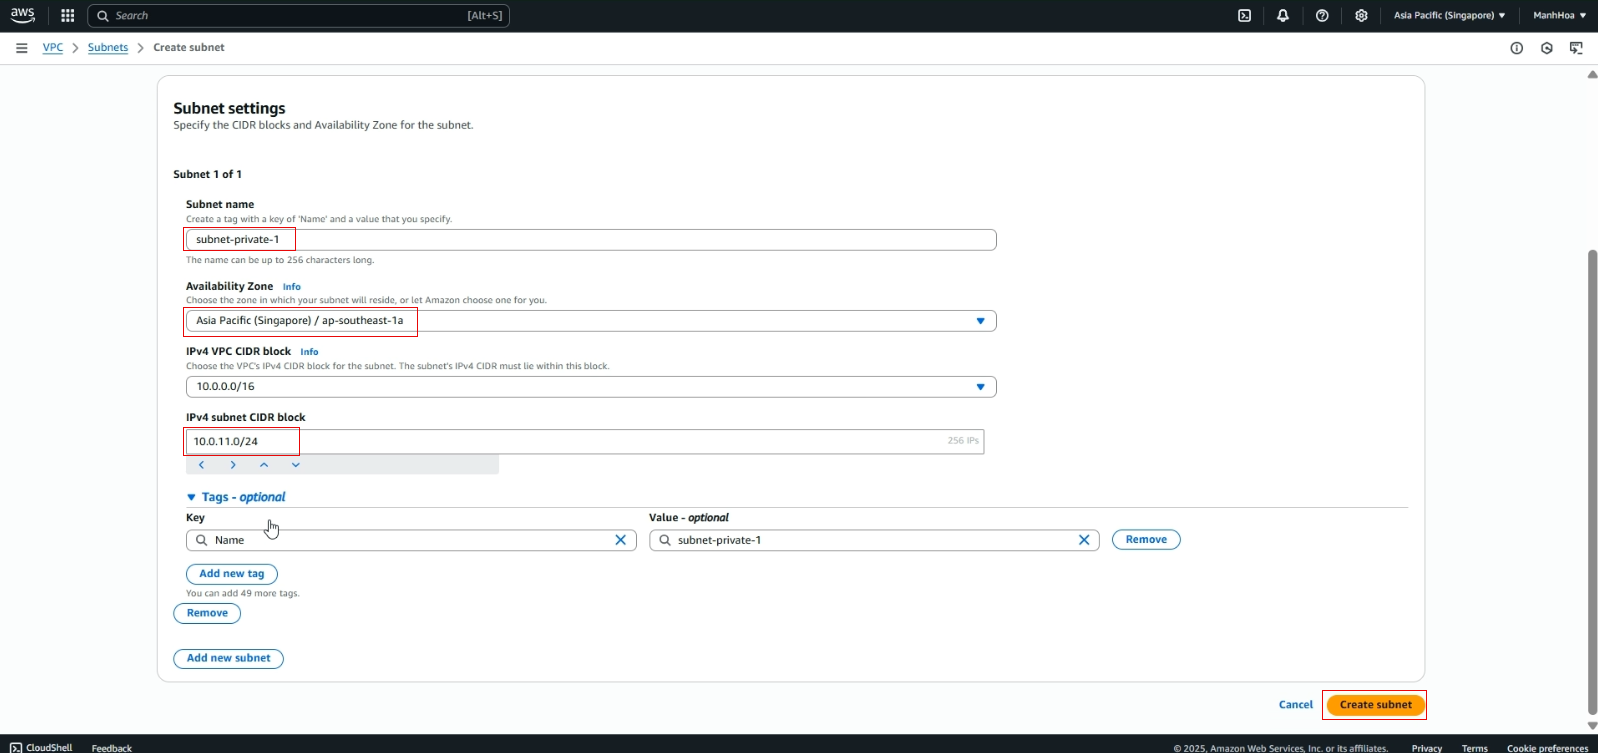 aws
Search [Alt+S]
Asia Pacific (Singapore) ManhHoa
VPC Subnets Create subnet
Subnet settings
Specify the CIDR blocks and Availability Zone for the subnet.
Subnet 1 of 1
Subnet name
Create a tag with a key of 'Name' and a value that you specify.
subnet-private-1
The name can be up to 256 characters long.
Availability Zone Info
Choose the zone in which your subnet will reside, or let Amazon choose one for you.
Asia Pacific (Singapore) / ap-southeast-1a
IPv4 VPC CIDR block Info
Choose the VPC's IPv4 CIDR block for the subnet. The subnet's IPv4 CIDR must lie within this block.
10.0.0.0/16
IPv4 subnet CIDR block
10.0.11.0/24 256 IPs
Tags - optional
Key Value - optional
Name subnet-private-1 Remove
Add new tag
You can add 49 more tags.
Remove
Add new subnet
Cancel Create subnet
CloudShell Feedback © 2025, Amazon Web Services, Inc. or its affiliates. Privacy Terms Cookie preferences